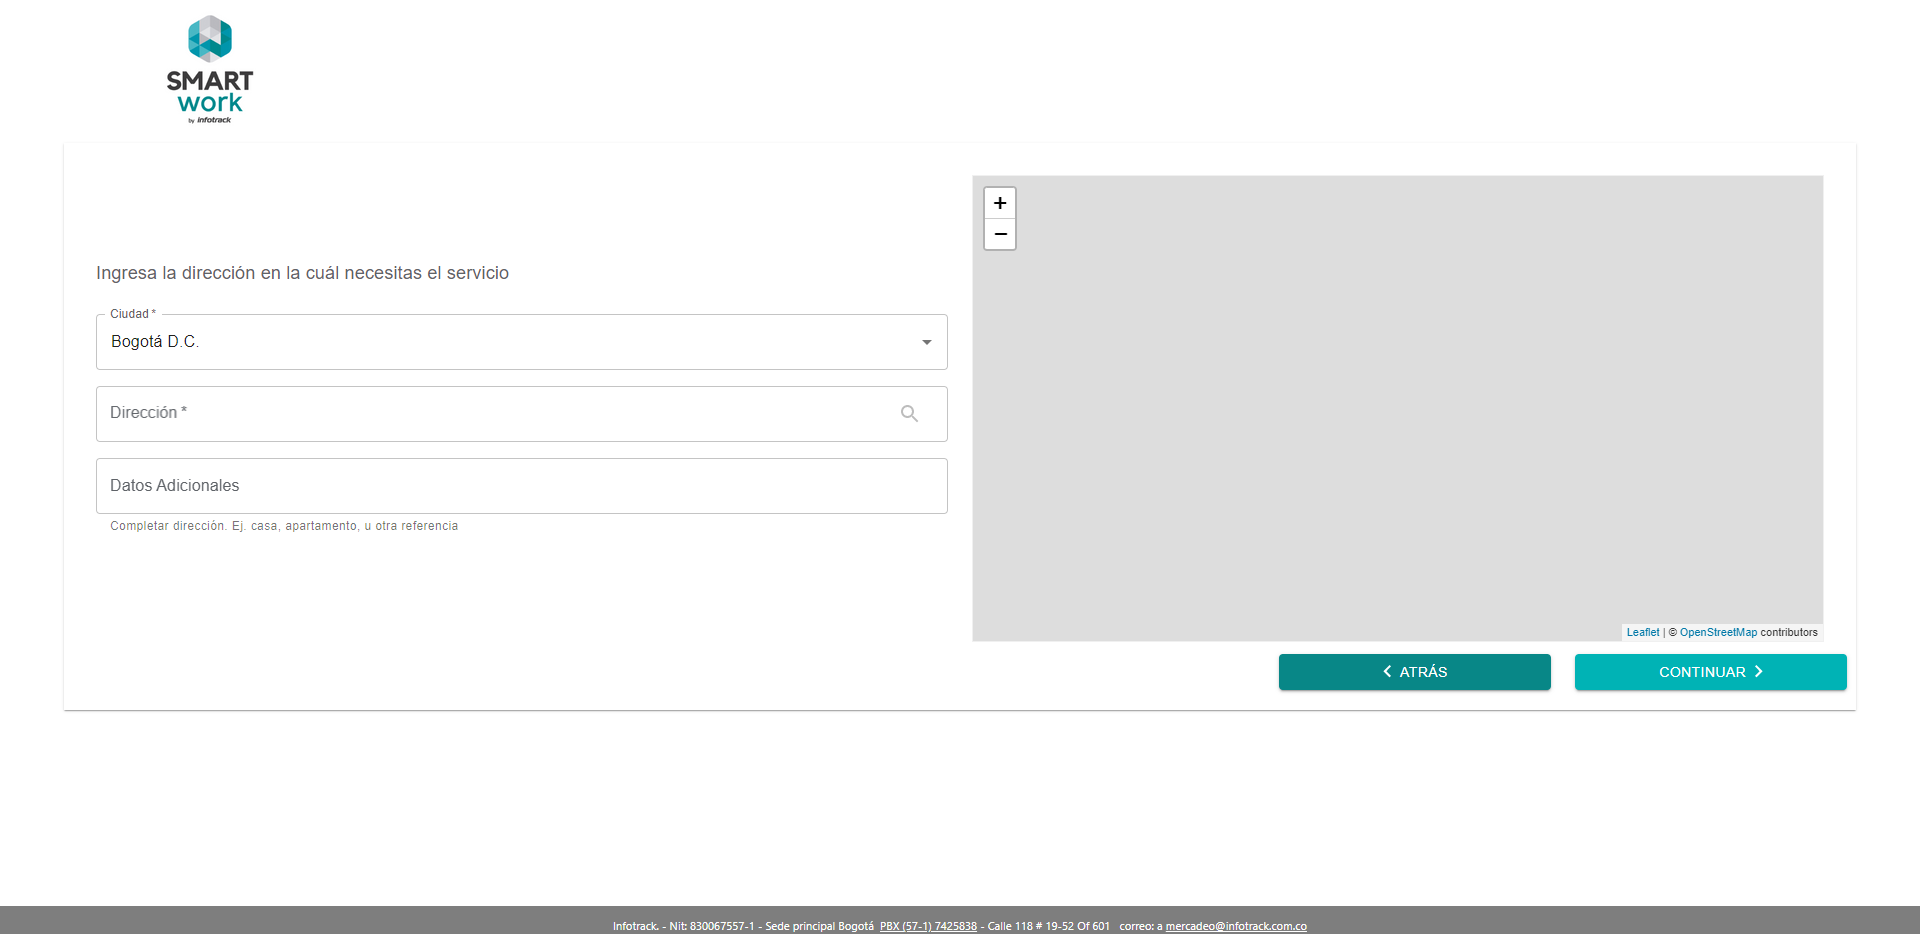 SMART
work
by infotrack
Ingresa la dirección en la cuál necesitas el servicio
Ciudad *
Bogotá D.C.
Dirección *
Datos Adicionales
Completar dirección. Ej. casa, apartamento, u otra referencia
+
−
Leaflet | © OpenStreetMap contributors
ATRÁS
CONTINUAR
Infotrack. - Nit: 830067557-1 - Sede principal Bogotá PBX (57-1) 7425838 - Calle 118 # 19-52 Of 601 correo: a mercadeo@infotrack.com.co